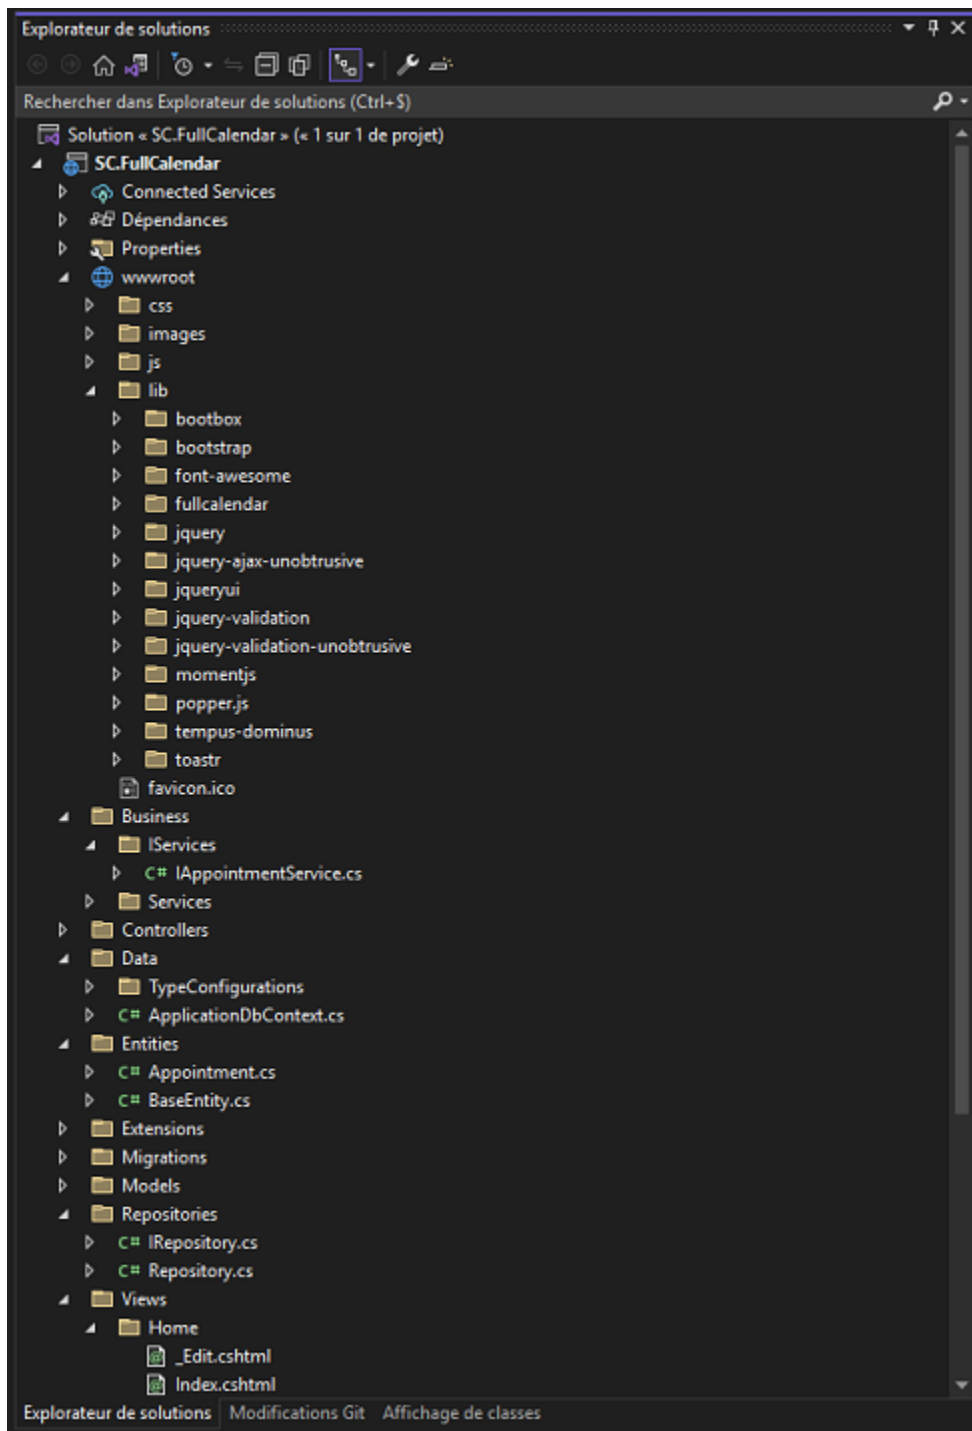 Explorateur de solutions
Rechercher dans Explorateur de solutions (Ctrl+$)
Solution « SC.FullCalendar » (« 1 sur 1 de projet)
SC.FullCalendar
Connected Services
Dépendances
Properties
wwwroot
css
images
js
lib
bootbox
bootstrap
font-awesome
fullcalendar
jquery
jquery-ajax-unobtrusive
jqueryui
jquery-validation
jquery-validation-unobtrusive
momentjs
popper.js
tempus-dominus
toastr
favicon.ico
Business
IServices
C# IAppointmentService.cs
Services
Controllers
Data
TypeConfigurations
C# ApplicationDbContext.cs
Entities
C# Appointment.cs
C# BaseEntity.cs
Extensions
Migrations
Models
Repositories
C# IRepository.cs
C# Repository.cs
Views
Home
_Edit.cshtml
Index.cshtml
Explorateur de solutions Modifications Git Affichage de classes